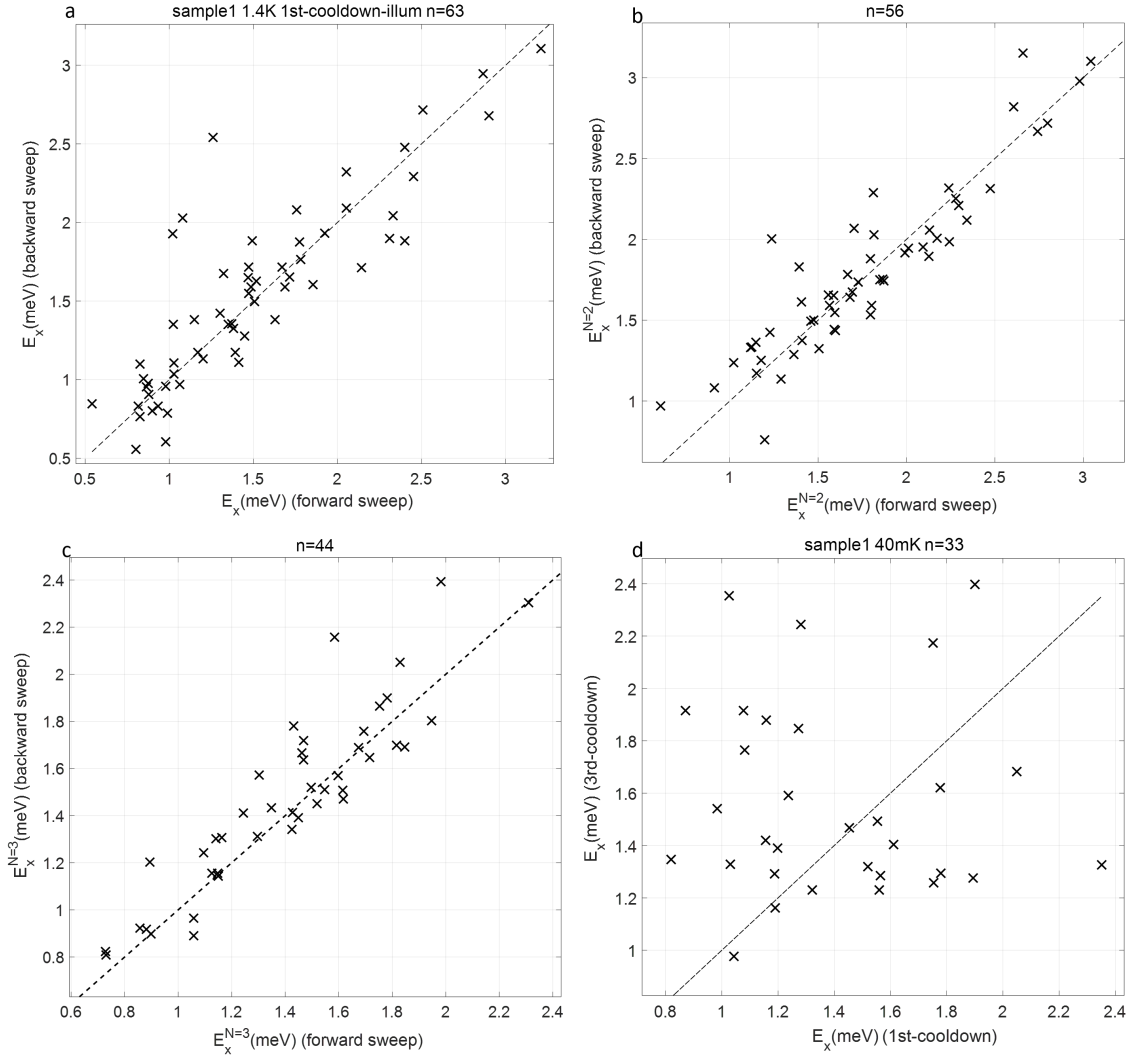 a
sample1 1.4K 1st-cooldown-illum n=63
3
2.5
2
1.5
1
0.5
E_x(meV) (backward sweep)
0.5 1 1.5 2 2.5 3
E_x(meV) (forward sweep)
b
n=56
3
2.5
2
1.5
1
E_x^{N=2}(meV) (backward sweep)
1 1.5 2 2.5 3
E_x^{N=2}(meV) (forward sweep)
c
n=44
2.4
2.2
2
1.8
1.6
1.4
1.2
1
0.8
E_x^{N=3}(meV) (backward sweep)
0.6 0.8 1 1.2 1.4 1.6 1.8 2 2.2 2.4
E_x^{N=3}(meV) (forward sweep)
d
sample1 40mK n=33
2.4
2.2
2
1.8
1.6
1.4
1.2
1
E_x(meV) (3rd-cooldown)
0.8 1 1.2 1.4 1.6 1.8 2 2.2 2.4
E_x(meV) (1st-cooldown)